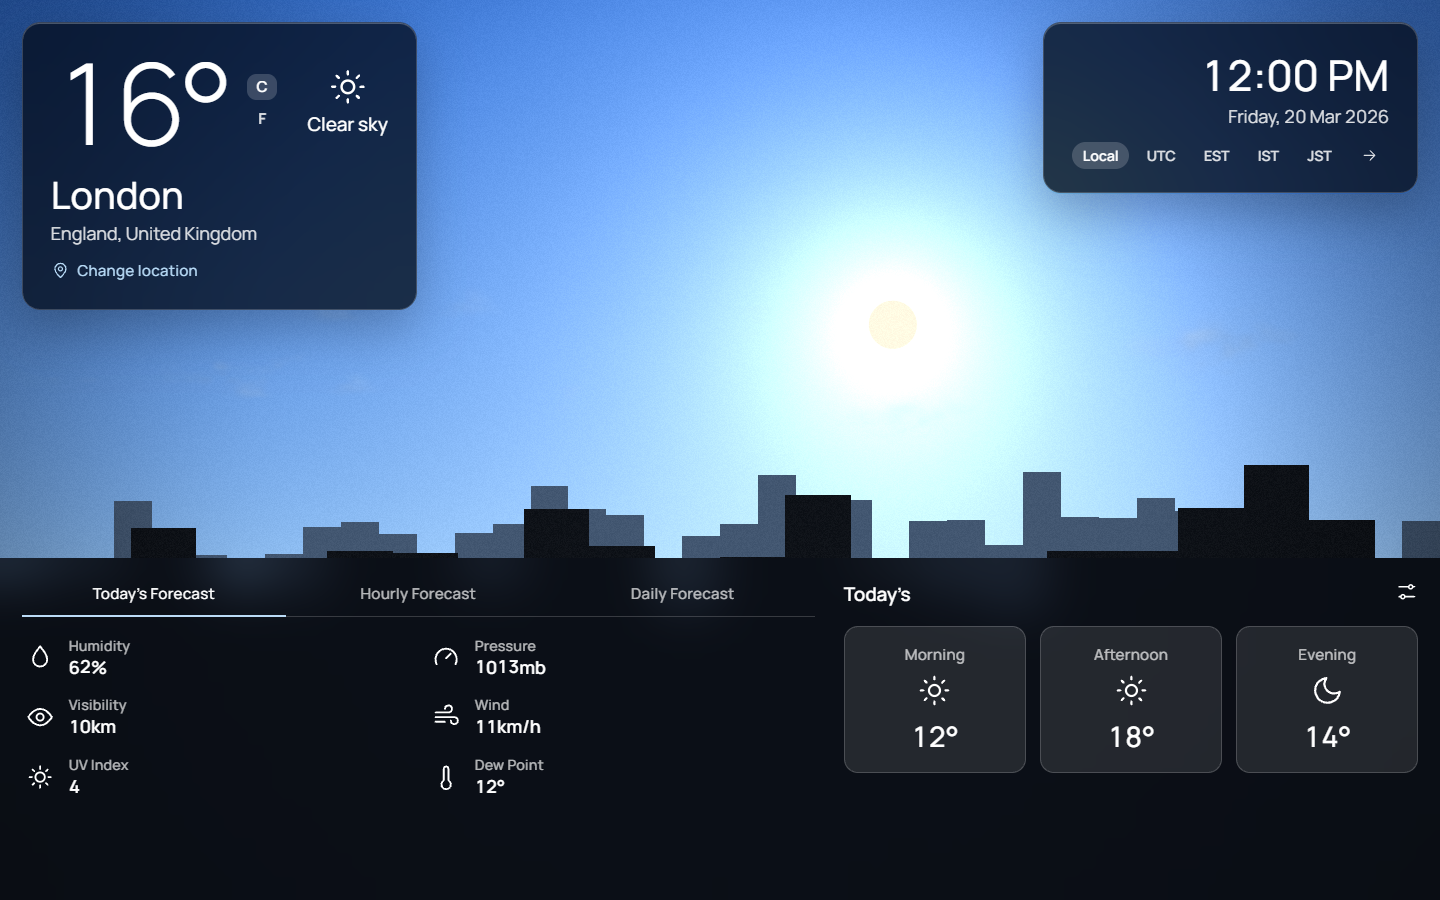 16°
C
F
Clear sky
London
England, United Kingdom
Change location
12:00 PM
Friday, 20 Mar 2026
Local UTC EST IST JST →
Today's Forecast Hourly Forecast Daily Forecast
Humidity
62%
Pressure
1013mb
Visibility
10km
Wind
11km/h
UV Index
4
Dew Point
12°
Today's
Morning
12°
Afternoon
18°
Evening
14°